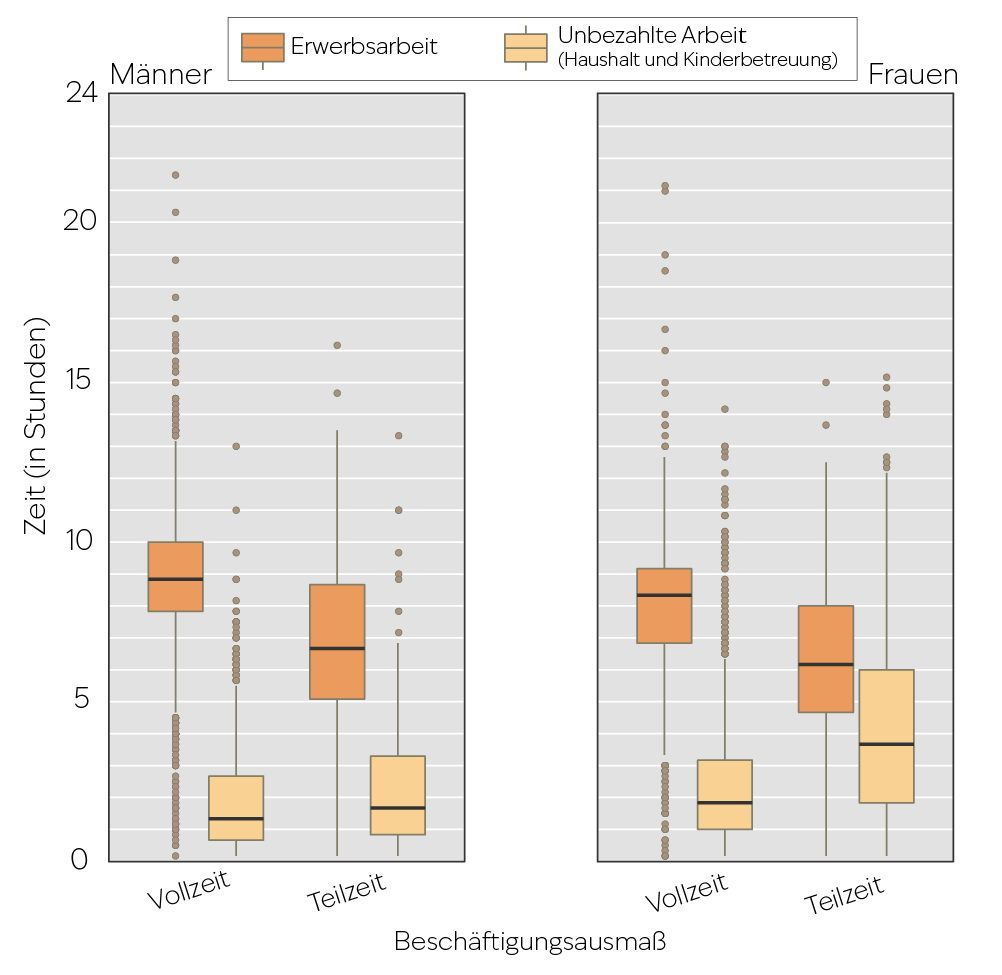 Erwerbsarbeit
Unbezahlte Arbeit
(Haushalt und Kinderbetreuung)
Männer
Frauen
24
20
15
10
5
0
Zeit (in Stunden)
Vollzeit
Teilzeit
Vollzeit
Teilzeit
Beschäftigungsausmaß